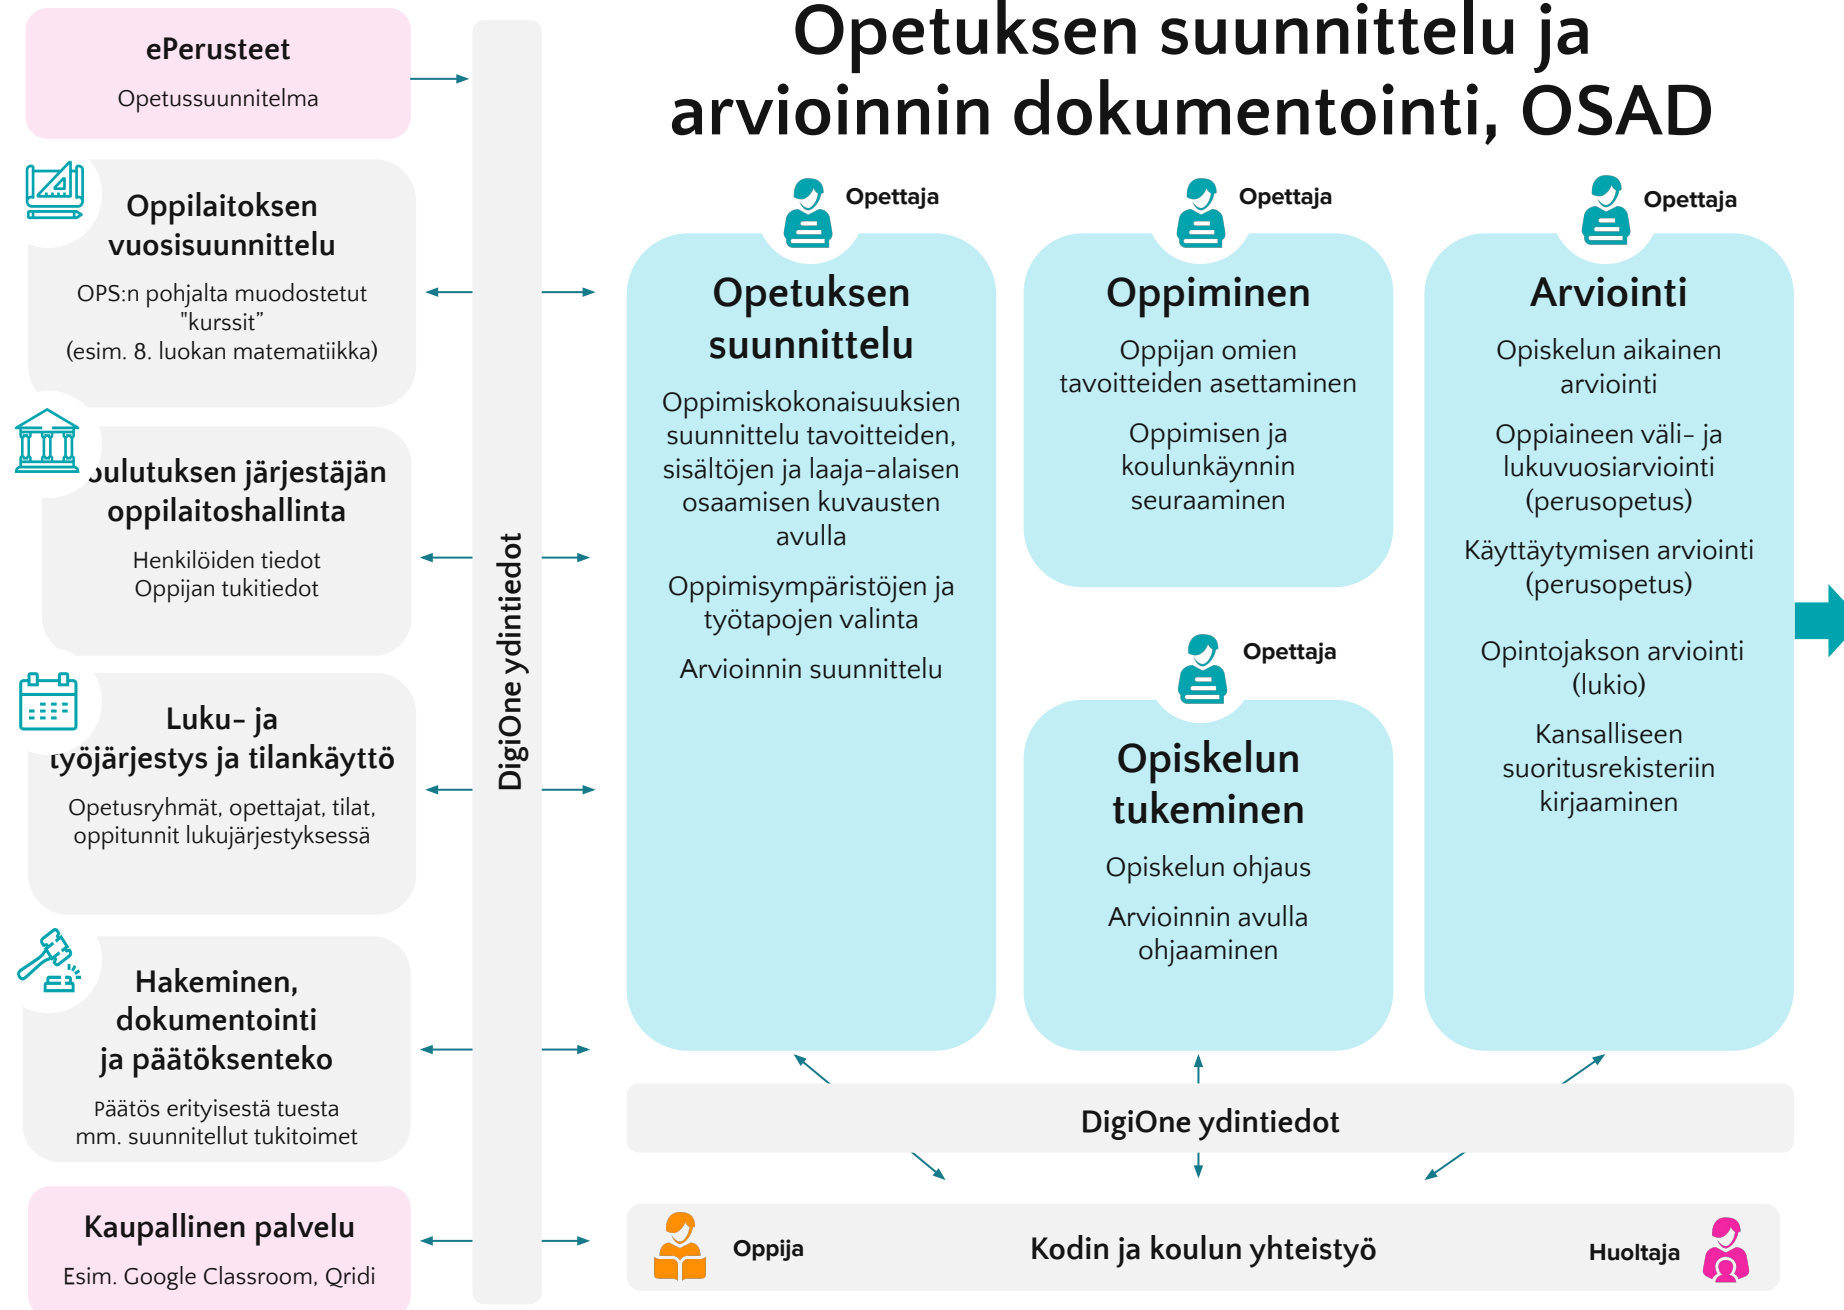 Opetuksen suunnittelu ja
arvioinnin dokumentointi, OSAD
ePerusteet
Opetussuunnitelma
Oppilaitoksen
vuosisuunnittelu
OPS:n pohjalta muodostetut
"kurssit”
(esim. 8. luokan matematiikka)
oulutuksen järjestäjän
oppilaitoshallinta
Henkilöiden tiedot
Oppijan tukitiedot
Luku- ja
työjärjestys ja tilankäyttö
Opetusryhmät, opettajat, tilat,
oppitunnit lukujärjestyksessä
Hakeminen,
dokumentointi
ja päätöksenteko
Päätös erityisestä tuesta
mm. suunnitellut tukitoimet
Kaupallinen palvelu
Esim. Google Classroom, Qridi
DigiOne ydintiedot
Opettaja
Opetuksen
suunnittelu
Oppimiskokonaisuuksien
suunnittelu tavoitteiden,
sisältöjen ja laaja-alaisen
osaamisen kuvausten
avulla
Oppimisympäristöjen ja
työtapojen valinta
Arvioinnin suunnittelu
Opettaja
Oppiminen
Oppijan omien
tavoitteiden asettaminen
Oppimisen ja
koulunkäynnin
seuraaminen
Opettaja
Opiskelun
tukeminen
Opiskelun ohjaus
Arvioinnin avulla
ohjaaminen
Opettaja
Arviointi
Opiskelun aikainen
arviointi
Oppiaineen väli- ja
lukuvuosiarviointi
(perusopetus)
Käyttäytymisen arviointi
(perusopetus)
Opintojakson arviointi
(lukio)
Kansalliseen
suoritusrekisteriin
kirjaaminen
DigiOne ydintiedot
Oppija
Kodin ja koulun yhteistyö
Huoltaja